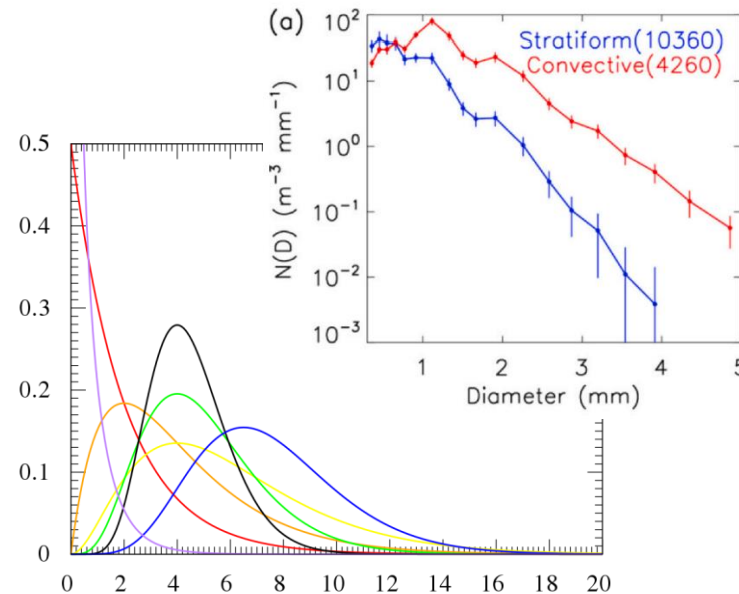 (a)
Stratiform(10360)
Convective(4260)
10²
10¹
10⁰
10⁻¹
10⁻²
10⁻³
N(D) (m⁻³ mm⁻¹)
1 2 3 4 5
Diameter (mm)
0.5
0.4
0.3
0.2
0.1
0
0 2 4 6 8 10 12 14 16 18 20